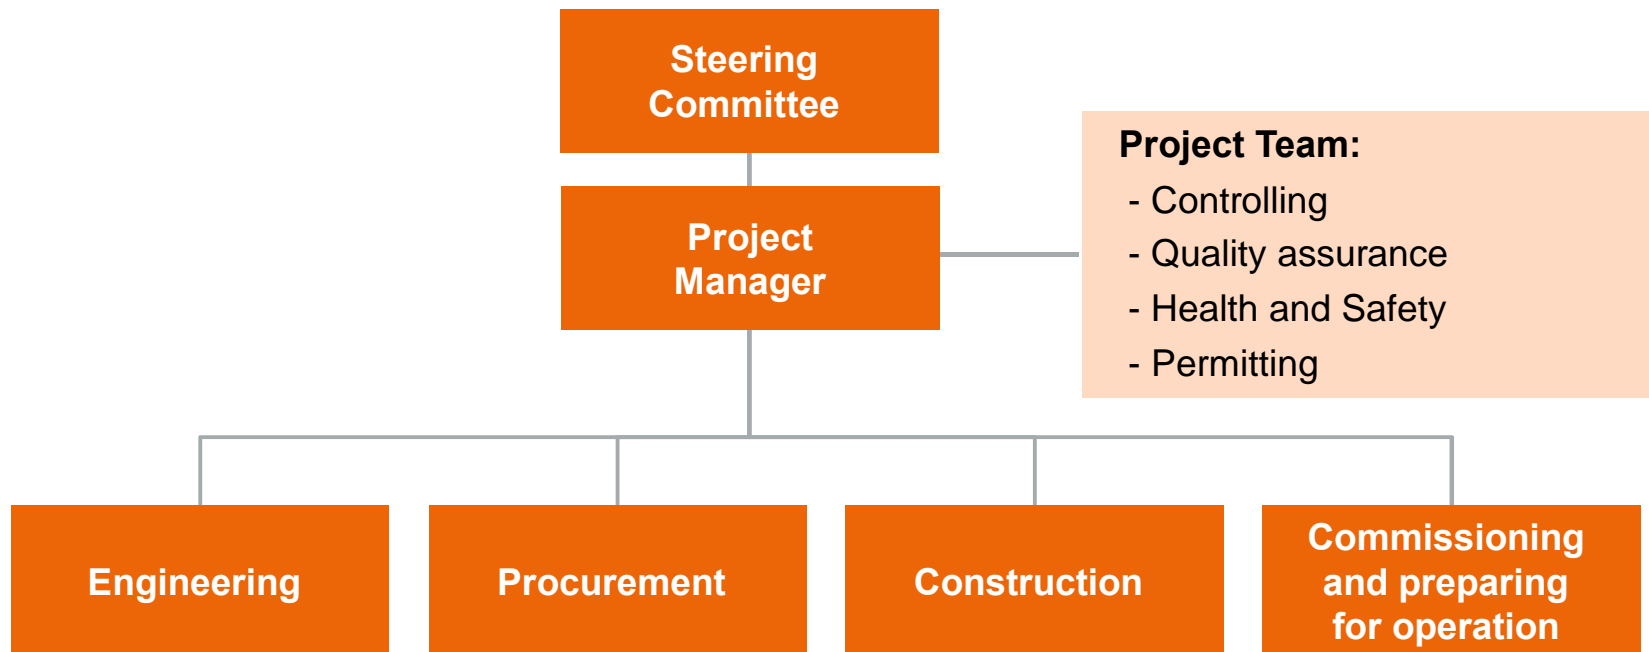 Steering
Committee
Project
Manager
Project Team:
- Controlling
- Quality assurance
- Health and Safety
- Permitting
Engineering
Procurement
Construction
Commissioning
and preparing
for operation